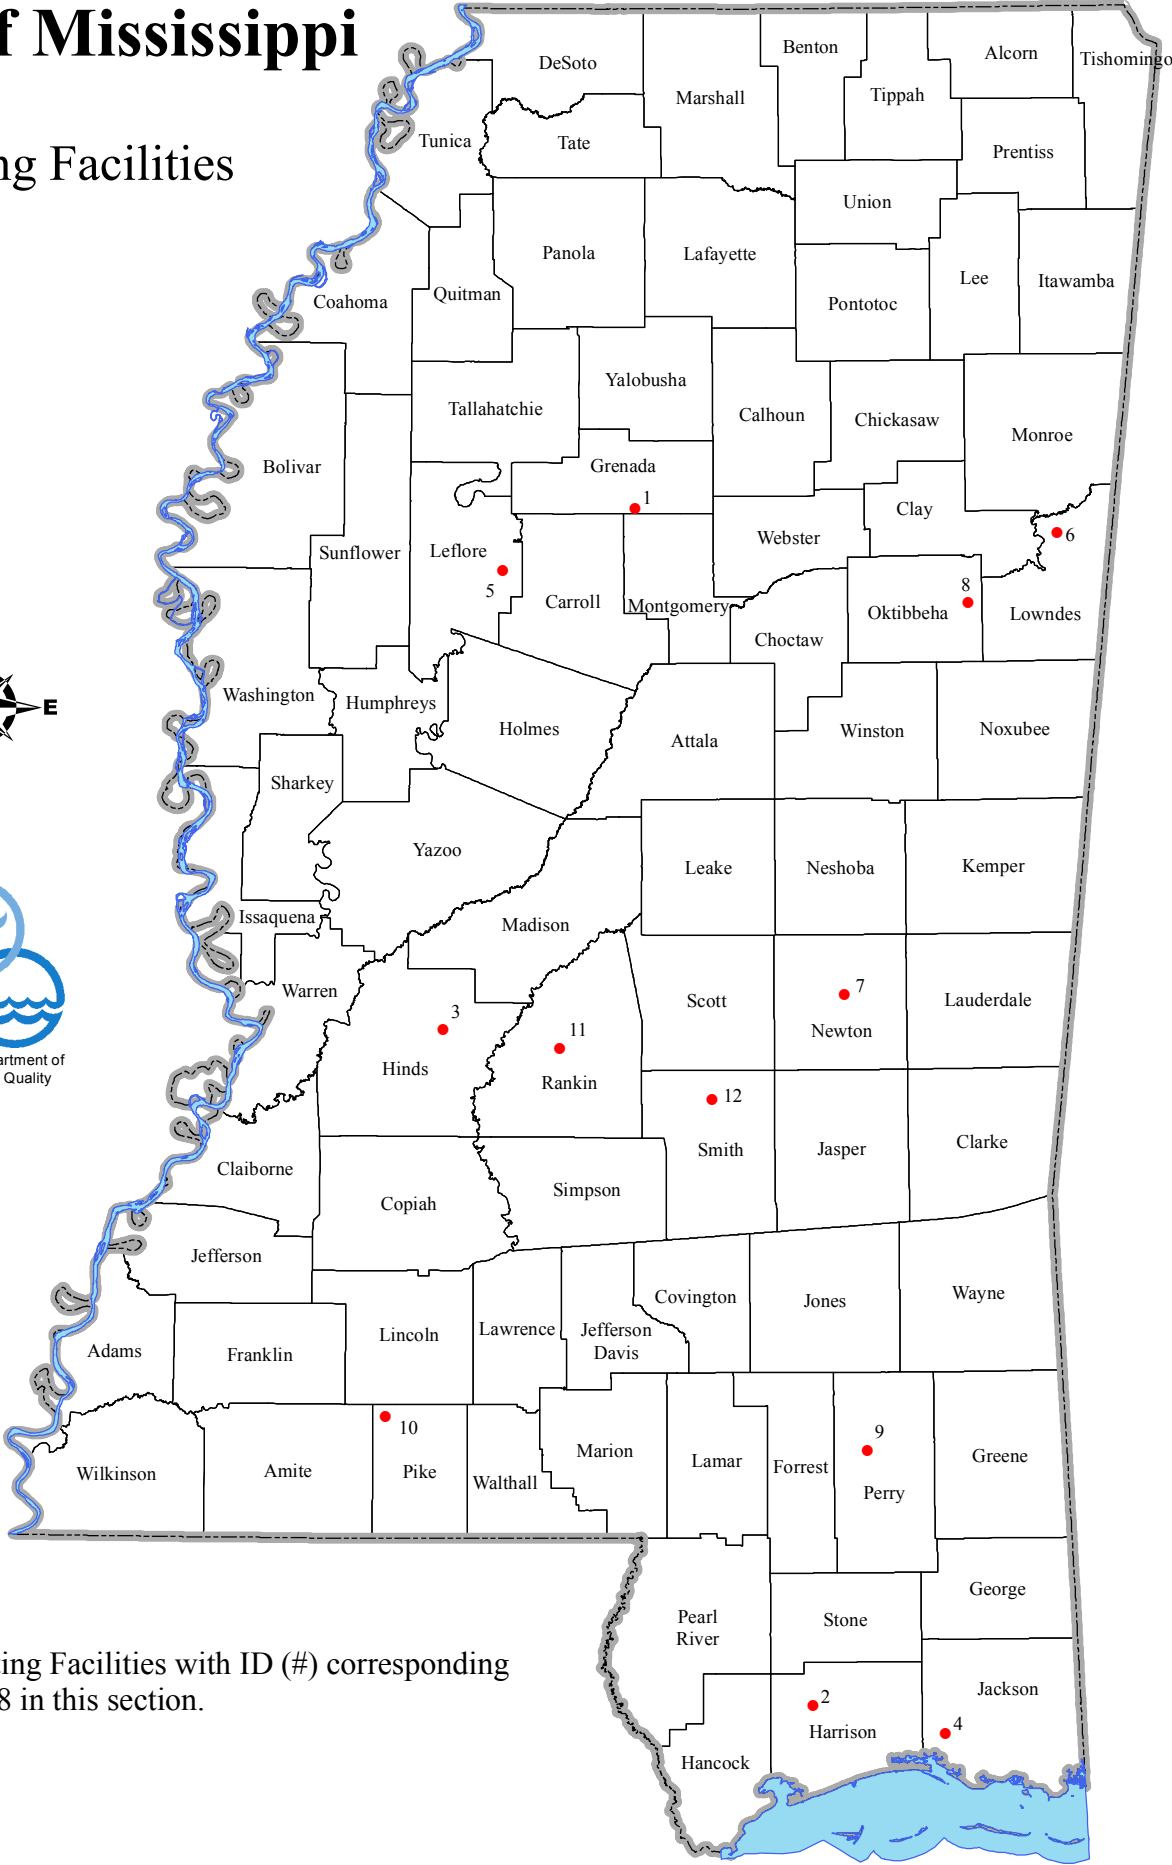 f Mississippi
ng Facilities
DeSoto
Benton
Alcorn
Tishomingo
Marshall
Tippah
Tunica
Tate
Prentiss
Union
Panola
Lafayette
Lee
Itawamba
Coahoma
Quitman
Pontotoc
Yalobusha
Tallahatchie
Calhoun
Chickasaw
Monroe
Bolivar
Grenada
1
Clay
Webster
6
Sunflower
Leflore
5
8
Carroll
Montgomery
Oktibbeha
Lowndes
Choctaw
Washington
Humphreys
E
Holmes
Attala
Winston
Noxubee
Sharkey
Yazoo
Leake
Neshoba
Kemper
Issaquena
Madison
Warren
7
Scott
Lauderdale
3
11
Newton
artment of
Quality
Hinds
Rankin
12
Smith
Jasper
Clarke
Claiborne
Copiah
Simpson
Jefferson
Covington
Jones
Wayne
Adams
Franklin
Lincoln
Lawrence
Jefferson
Davis
10
9
Wilkinson
Amite
Pike
Walthall
Marion
Lamar
Forrest
Perry
Greene
George
Pearl
River
Stone
ing Facilities with ID (#) corresponding
8 in this section.
Jackson
2
Harrison
4
Hancock